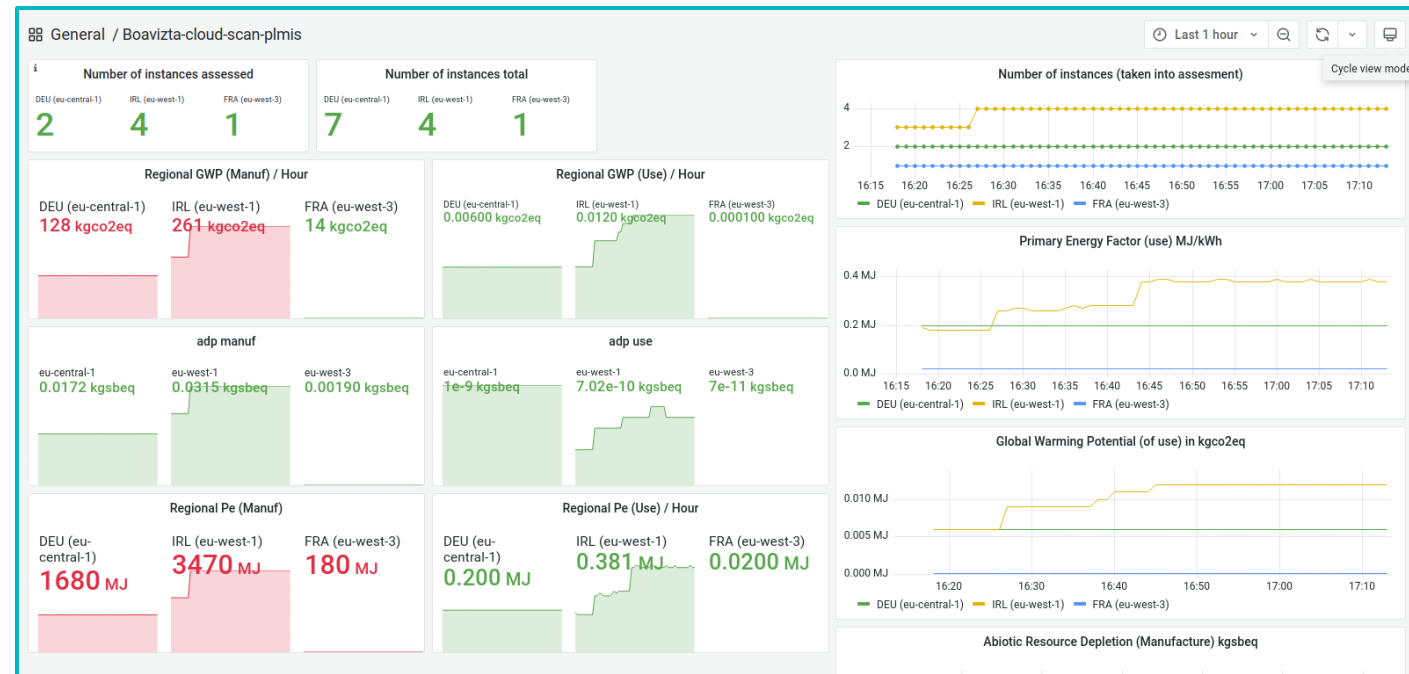 General / Boavizta-cloud-scan-plmis
Last 1 hour
Cycle view mode
i
Number of instances assessed
DEU (eu-central-1) IRL (eu-west-1) FRA (eu-west-3)
2 4 1
Number of instances total
DEU (eu-central-1) IRL (eu-west-1) FRA (eu-west-3)
7 4 1
Regional GWP (Manuf) / Hour
DEU (eu-central-1) IRL (eu-west-1) FRA (eu-west-3)
128 kgco2eq 261 kgco2eq 14 kgco2eq
Regional GWP (Use) / Hour
DEU (eu-central-1) IRL (eu-west-1) FRA (eu-west-3)
0.00600 kgco2eq 0.0120 kgco2eq 0.000100 kgco2eq
adp manuf
eu-central-1 eu-west-1 eu-west-3
0.0172 kgsbeq 0.0315 kgsbeq 0.00190 kgsbeq
adp use
eu-central-1 eu-west-1 eu-west-3
1e-9 kgsbeq 7.02e-10 kgsbeq 7e-11 kgsbeq
Regional Pe (Manuf)
DEU (eu-
central-1) IRL (eu-west-1) FRA (eu-west-3)
1680 MJ 3470 MJ 180 MJ
Regional Pe (Use) / Hour
DEU (eu-
central-1) IRL (eu-west-1) FRA (eu-west-3)
0.200 MJ 0.381 MJ 0.0200 MJ
Number of instances (taken into assesment)
4
2
16:15 16:20 16:25 16:30 16:35 16:40 16:45 16:50 16:55 17:00 17:05 17:10
DEU (eu-central-1) IRL (eu-west-1) FRA (eu-west-3)
Primary Energy Factor (use) MJ/kWh
0.4 MJ
0.2 MJ
0.0 MJ
16:15 16:20 16:25 16:30 16:35 16:40 16:45 16:50 16:55 17:00 17:05 17:10
DEU (eu-central-1) IRL (eu-west-1) FRA (eu-west-3)
Global Warming Potential (of use) in kgco2eq
0.010 MJ
0.005 MJ
0.000 MJ
16:20 16:30 16:40 16:50 17:00 17:10
DEU (eu-central-1) IRL (eu-west-1) FRA (eu-west-3)
Abiotic Resource Depletion (Manufacture) kgsbeq